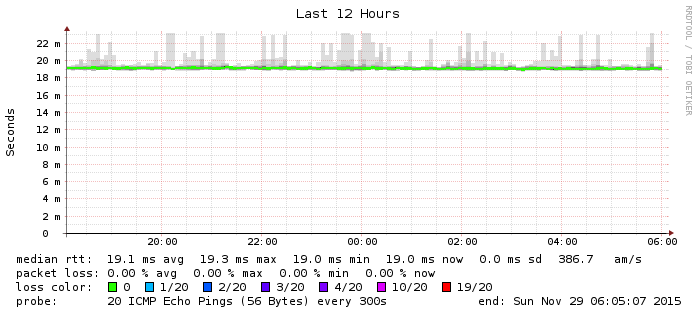 Last 12 Hours
RRDTOOL / TOBI OETIKER
Seconds
22 m
20 m
18 m
16 m
14 m
12 m
10 m
8 m
6 m
4 m
2 m
0
20:00 22:00 00:00 02:00 04:00 06:00
median rtt: 19.1 ms avg 19.3 ms max 19.0 ms min 19.0 ms now 0.0 ms sd 386.7 am/s
packet loss: 0.00 % avg 0.00 % max 0.00 % min 0.00 % now
loss color: 0 1/20 2/20 3/20 4/20 10/20 19/20
probe: 20 ICMP Echo Pings (56 Bytes) every 300s end: Sun Nov 29 06:05:07 2015